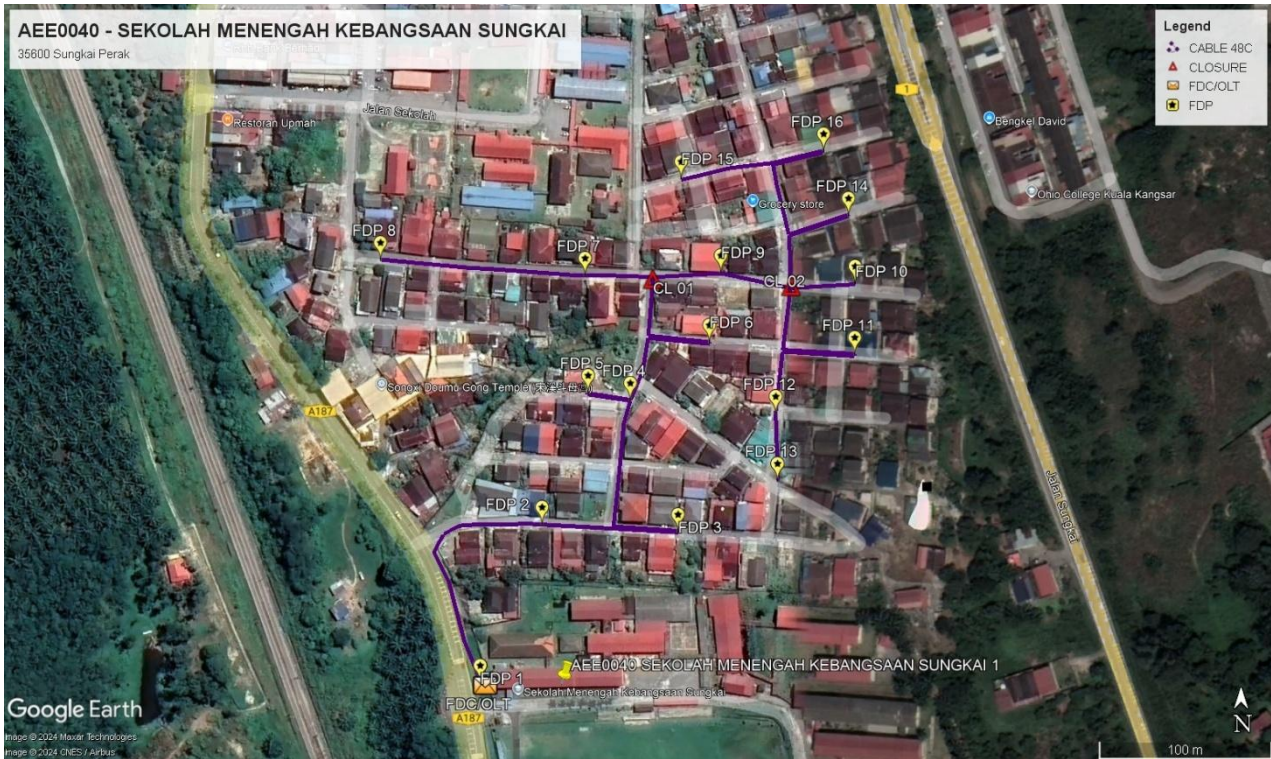 AEE0040 - SEKOLAH MENENGAH KEBANGSAAN SUNGKAI
35600 Sungkai Perak
Legend
CABLE 48C
CLOSURE
FDC/OLT
FDP
1
Jalan Sekolah
Restoran Upmah
Bengkel David
FDP 16
FDP 15
Ohio College Kuala Kangsar
FDP 14
Grocery store
FDP 8
FDP 7
FDP 9
FDP 10
CL 01
CL 02
FDP 6
FDP 11
FDP 5
FDP 4
FDP 12
A187
FDP 13
Jalan Sungkai
FDP 2
FDP 3
AEE0040 SEKOLAH MENENGAH KEBANGSAAN SUNGKAI 1
FDP 1
Sekolah Menengah Kebangsaan Sungkai
FDC/OLT
A187
Google Earth
Image © 2024 Maxar Technologies
Image © 2024 CNES / Airbus
N
100 m